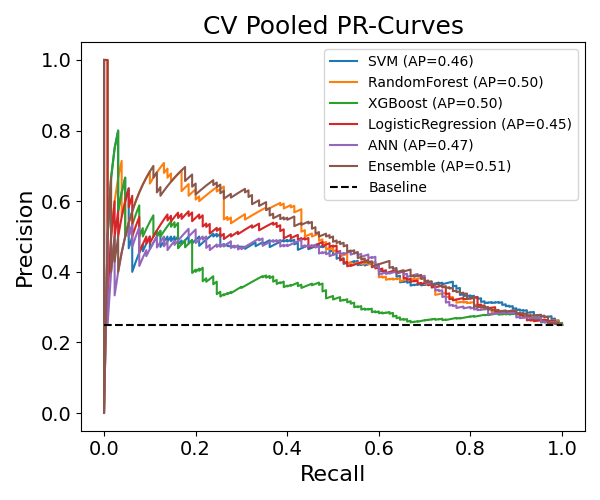 CV Pooled PR-Curves
SVM (AP=0.46)
RandomForest (AP=0.50)
XGBoost (AP=0.50)
LogisticRegression (AP=0.45)
ANN (AP=0.47)
Ensemble (AP=0.51)
Baseline
Precision
1.0
0.8
0.6
0.4
0.2
0.0
0.0 0.2 0.4 0.6 0.8 1.0
Recall